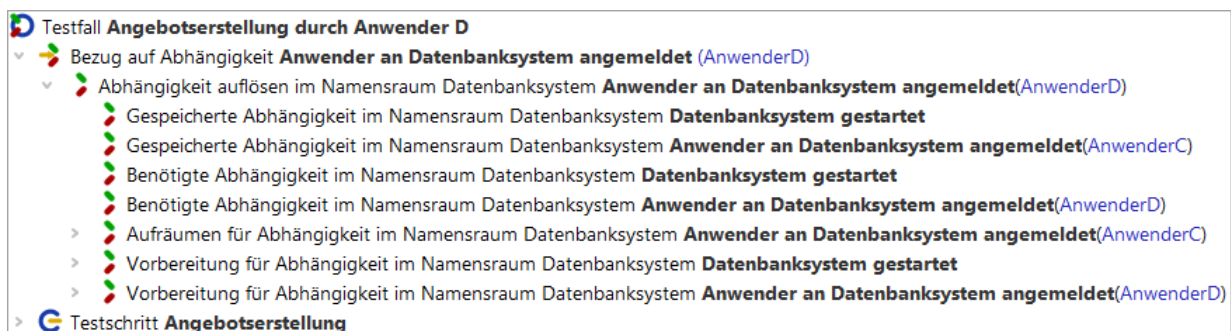 Testfall Angebotserstellung durch Anwender D
Bezug auf Abhängigkeit Anwender an Datenbanksystem angemeldet (AnwenderD)
Abhängigkeit auflösen im Namensraum Datenbanksystem Anwender an Datenbanksystem angemeldet(AnwenderD)
Gespeicherte Abhängigkeit im Namensraum Datenbanksystem Datenbanksystem gestartet
Gespeicherte Abhängigkeit im Namensraum Datenbanksystem Anwender an Datenbanksystem angemeldet(AnwenderC)
Benötigte Abhängigkeit im Namensraum Datenbanksystem Datenbanksystem gestartet
Benötigte Abhängigkeit im Namensraum Datenbanksystem Anwender an Datenbanksystem angemeldet(AnwenderD)
Aufräumen für Abhängigkeit im Namensraum Datenbanksystem Anwender an Datenbanksystem angemeldet(AnwenderC)
Vorbereitung für Abhängigkeit im Namensraum Datenbanksystem Datenbanksystem gestartet
Vorbereitung für Abhängigkeit im Namensraum Datenbanksystem Anwender an Datenbanksystem angemeldet(AnwenderD)
Testschritt Angebotserstellung